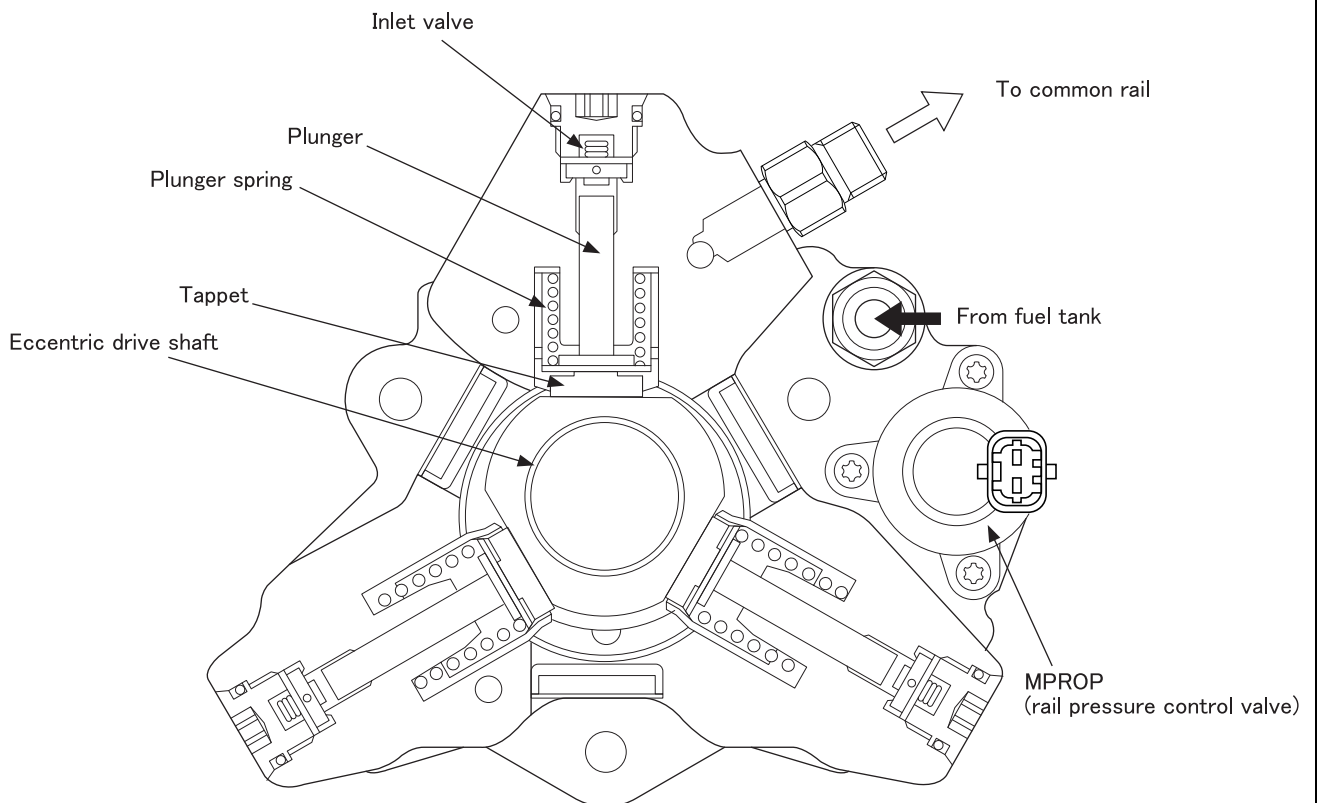 Inlet valve
To common rail
Plunger
Plunger spring
Tappet
From fuel tank
Eccentric drive shaft
MPROP
(rail pressure control valve)